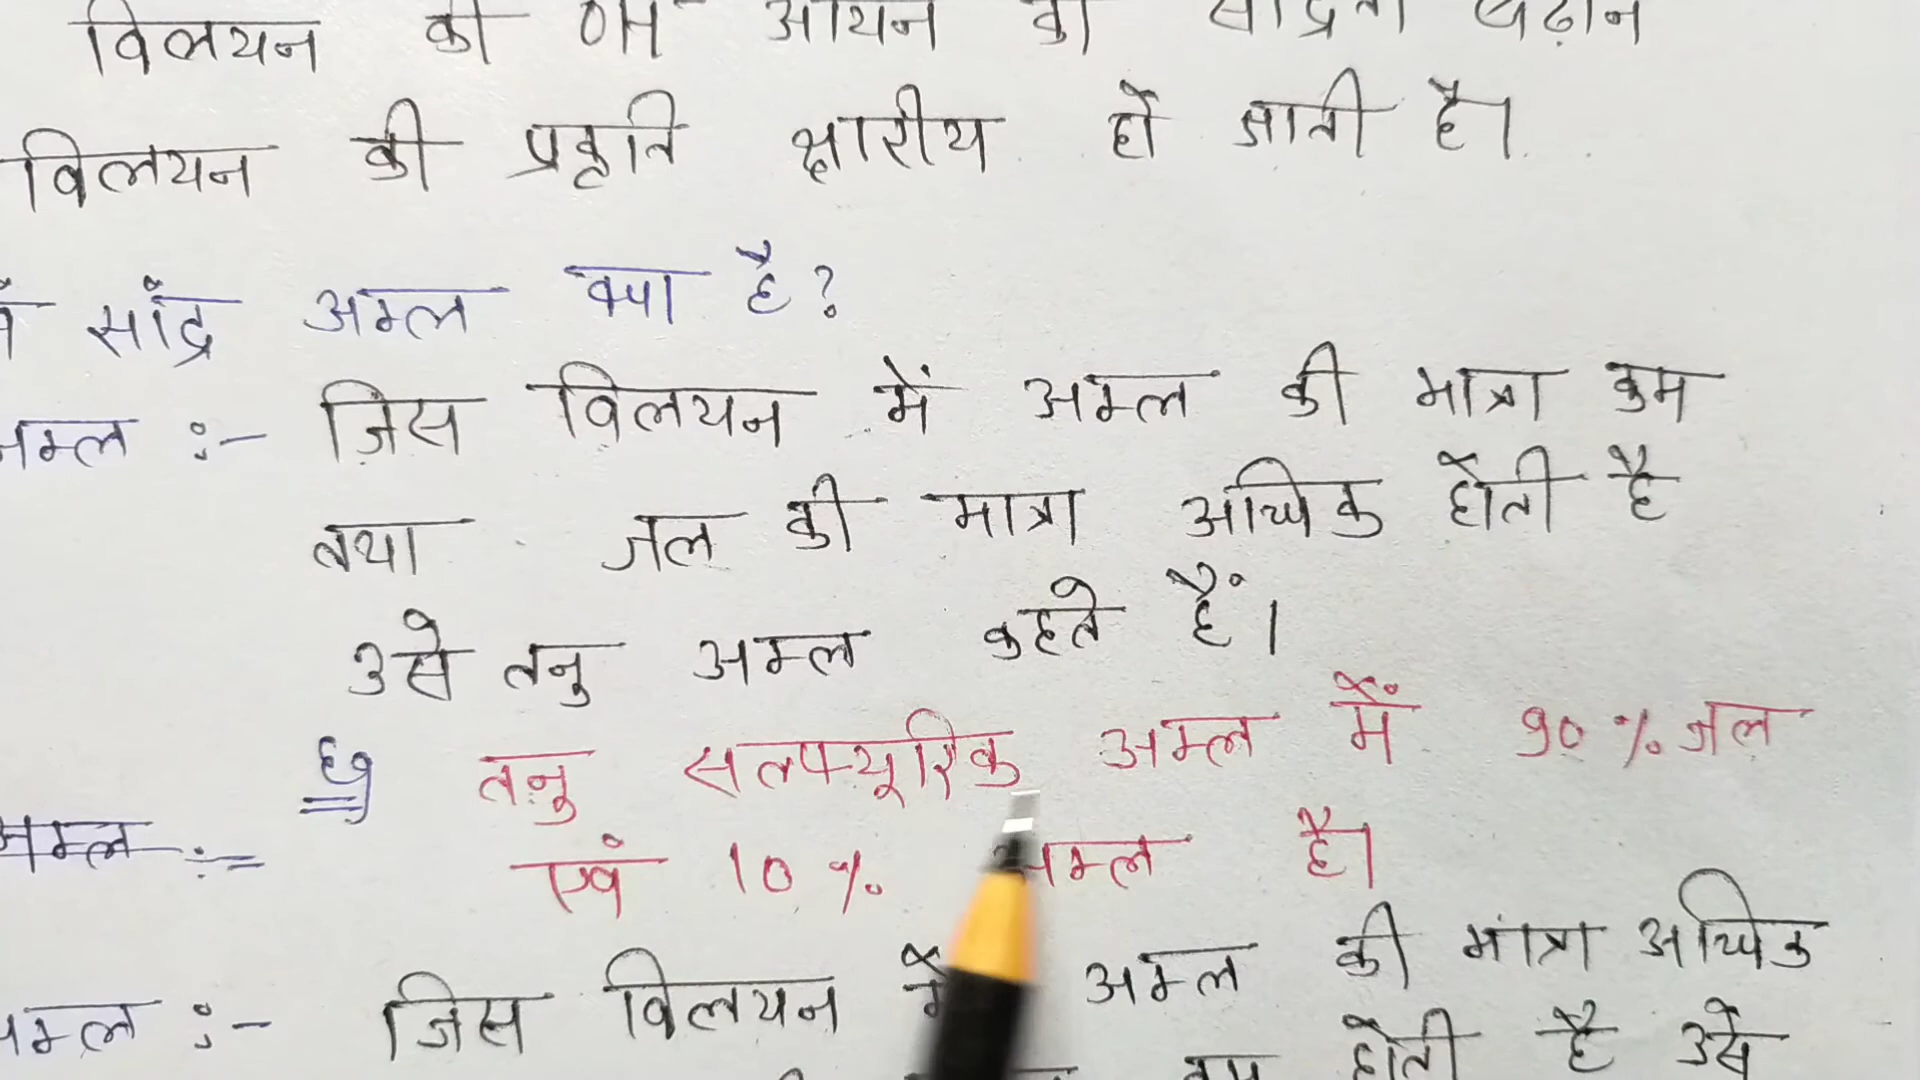 विलयन की OH⁻ आयन की सांद्रता बढ़ाने
विलयन की प्रकृति क्षारीय हो जाती है।
सांद्र अम्ल क्या है?
अम्ल :- जिस विलयन में अम्ल की मात्रा कम
तथा जल की मात्रा अधिक होती है
उसे तनु अम्ल कहते हैं।
तनु सलफ्यूरिक अम्ल में 90% जल
अम्ल :- एवं 10% अम्ल है।
अम्ल :- जिस विलयन में अम्ल की मात्रा अधिक
होती है उसे